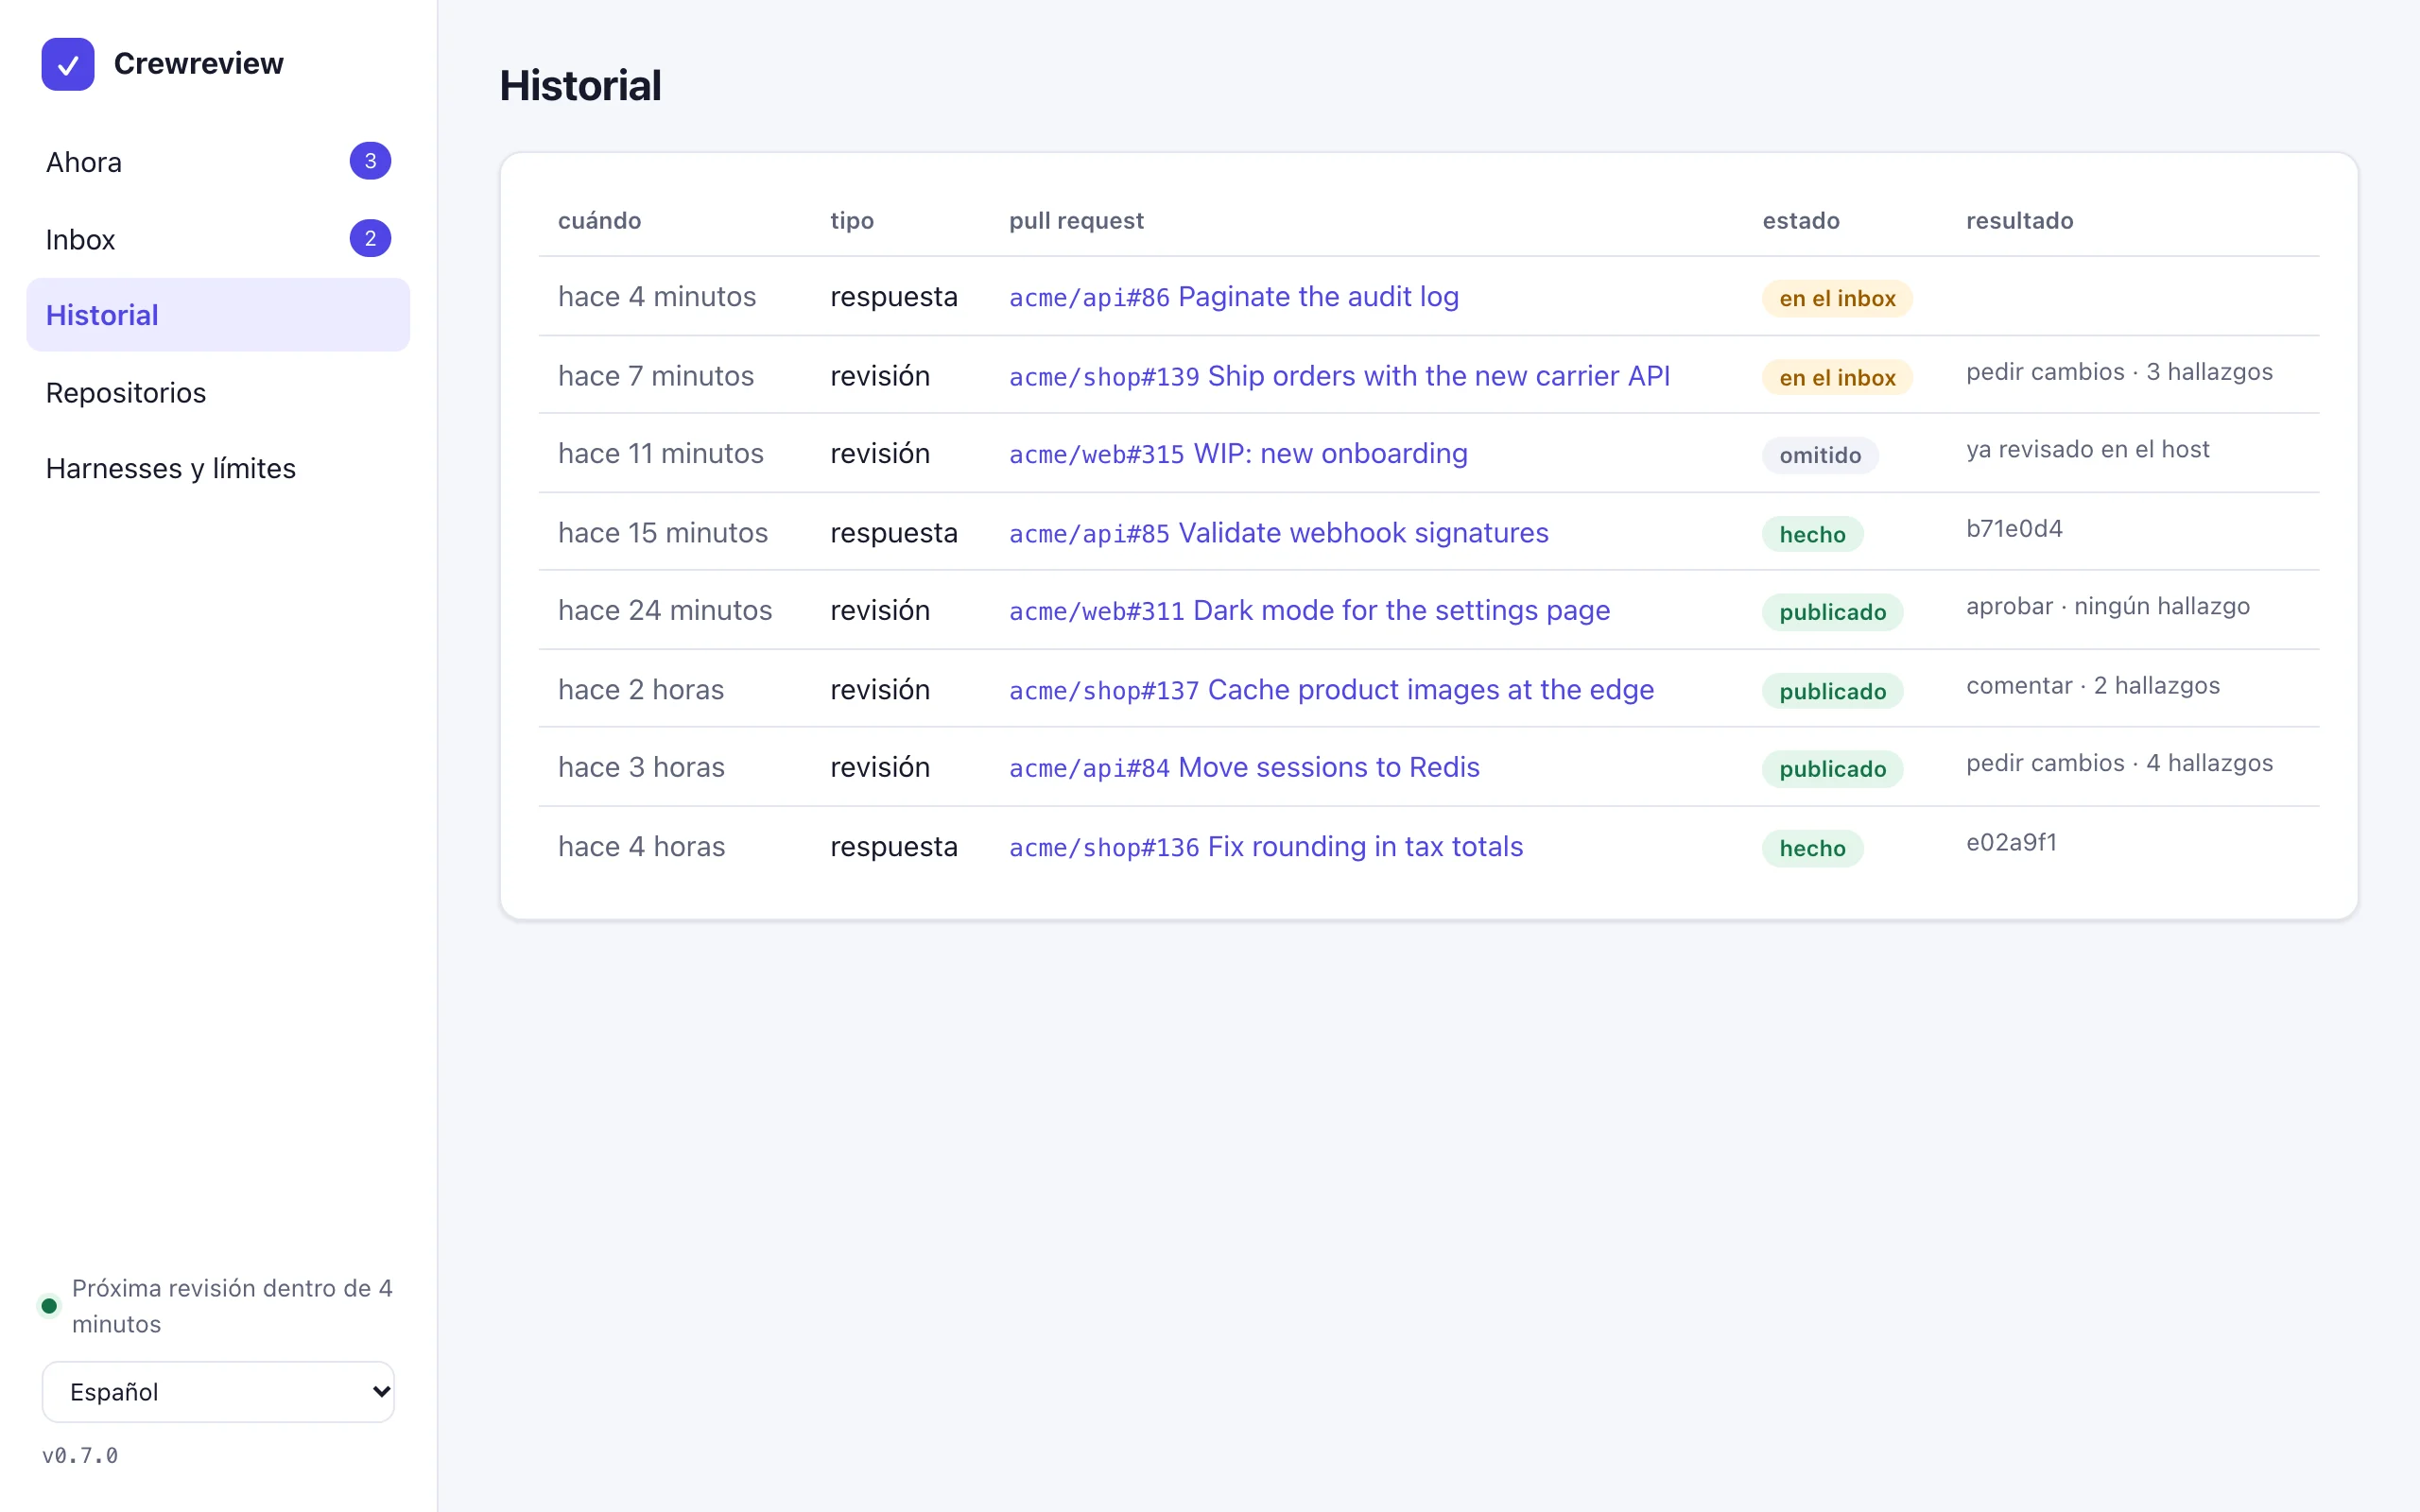 Crewreview
Ahora 3
Inbox 2
Historial
Repositorios
Harnesses y límites
Próxima revisión dentro de 4
minutos
Español
v0.7.0
Historial
cuándo tipo pull request estado resultado
hace 4 minutos respuesta acme/api#86 Paginate the audit log en el inbox
hace 7 minutos revisión acme/shop#139 Ship orders with the new carrier API en el inbox pedir cambios · 3 hallazgos
hace 11 minutos revisión acme/web#315 WIP: new onboarding omitido ya revisado en el host
hace 15 minutos respuesta acme/api#85 Validate webhook signatures hecho b71e0d4
hace 24 minutos revisión acme/web#311 Dark mode for the settings page publicado aprobar · ningún hallazgo
hace 2 horas revisión acme/shop#137 Cache product images at the edge publicado comentar · 2 hallazgos
hace 3 horas revisión acme/api#84 Move sessions to Redis publicado pedir cambios · 4 hallazgos
hace 4 horas respuesta acme/shop#136 Fix rounding in tax totals hecho e02a9f1